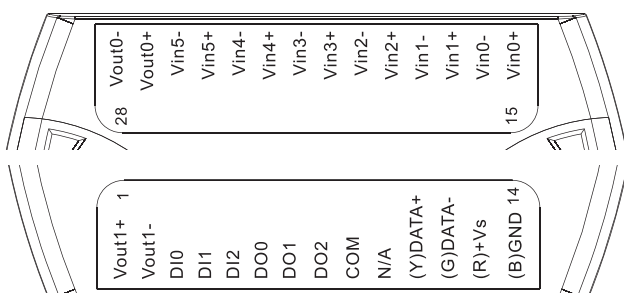 Vout0-
Vout0+
Vin5-
Vin5+
Vin4-
Vin4+
Vin3-
Vin3+
Vin2-
Vin2+
Vin1-
Vin1+
Vin0-
Vin0+
28
15
1
14
Vout1+
Vout1-
DI0
DI1
DI2
DO0
DO1
DO2
COM
N/A
(Y)DATA+
(G)DATA-
(R)+Vs
(B)GND